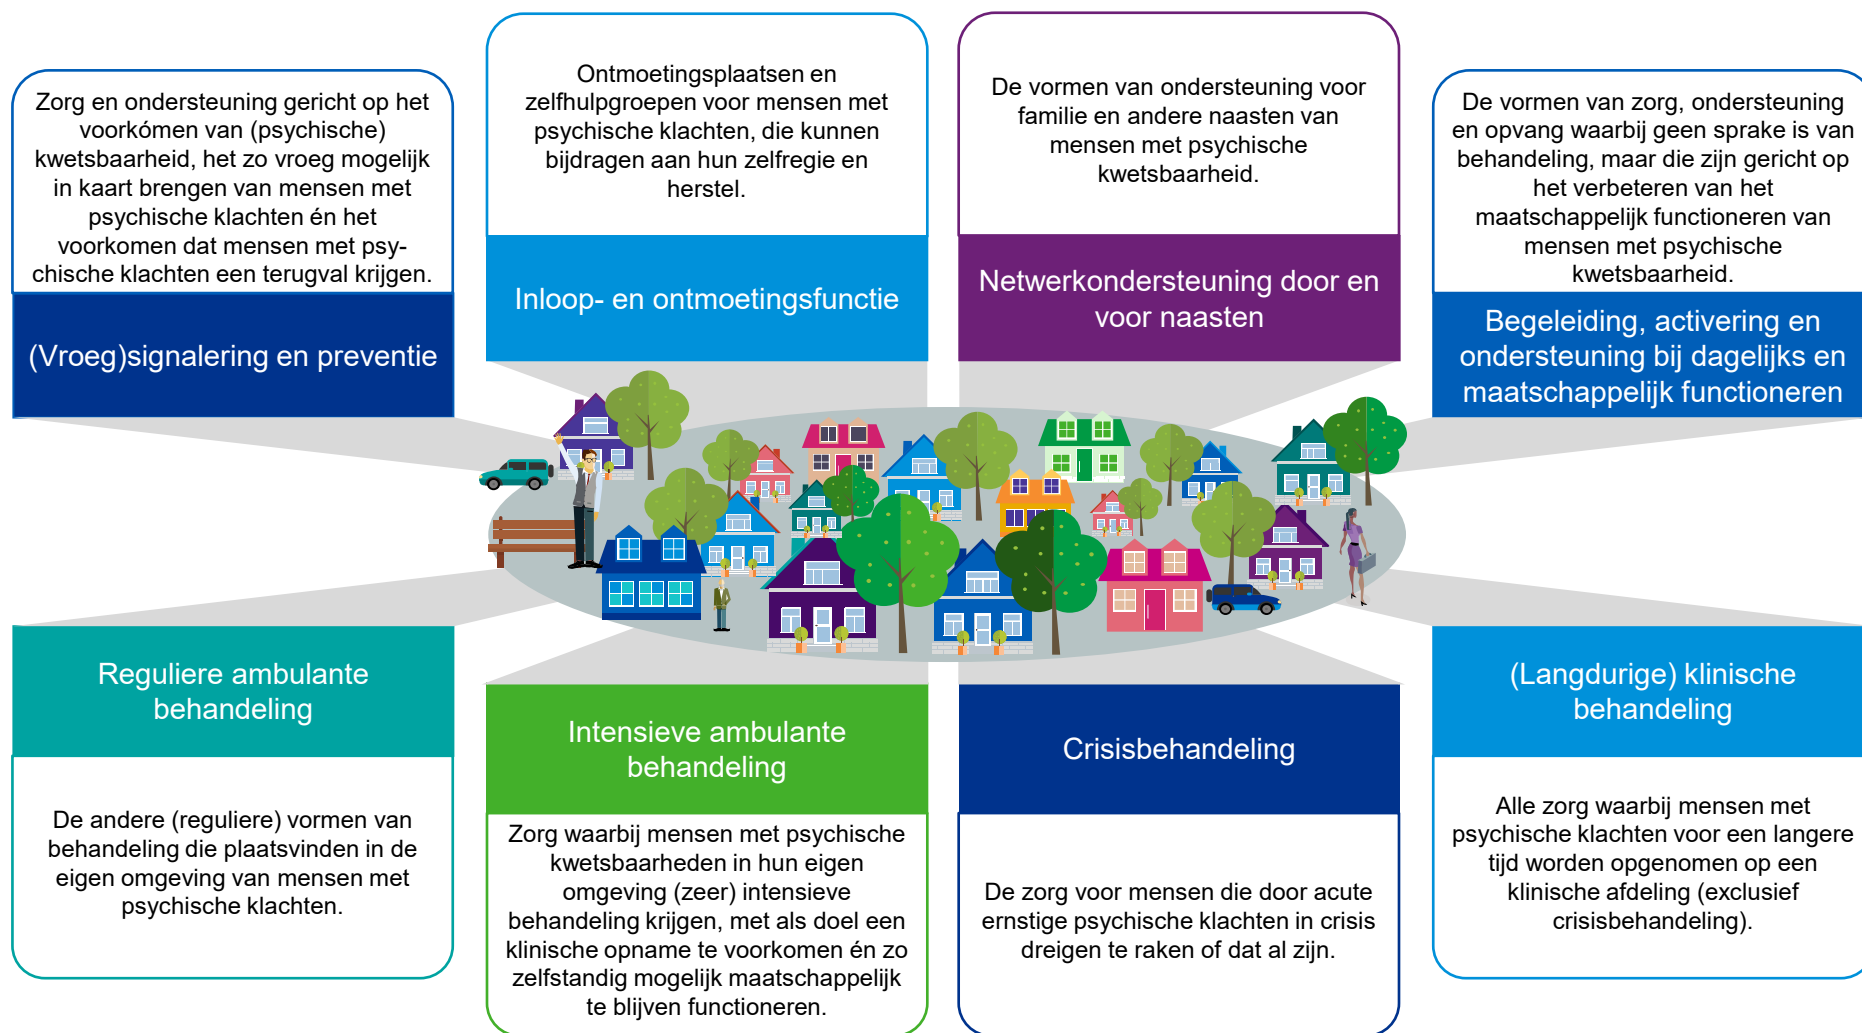 Zorg en ondersteuning gericht op het
voorkómen van (psychische)
kwetsbaarheid, het zo vroeg mogelijk
in kaart brengen van mensen met
psychische klachten én het
voorkomen dat mensen met psy-
chische klachten een terugval krijgen.
(Vroeg)signalering en preventie
Ontmoetingsplaatsen en
zelfhulpgroepen voor mensen met
psychische klachten, die kunnen
bijdragen aan hun zelfregie en
herstel.
Inloop- en ontmoetingsfunctie
De vormen van ondersteuning voor
familie en andere naasten van
mensen met psychische
kwetsbaarheid.
Netwerkondersteuning door en
voor naasten
De vormen van zorg, ondersteuning
en opvang waarbij geen sprake is van
behandeling, maar die zijn gericht op
het verbeteren van het
maatschappelijk functioneren van
mensen met psychische
kwetsbaarheid.
Begeleiding, activering en
ondersteuning bij dagelijks en
maatschappelijk functioneren
Reguliere ambulante
behandeling
De andere (reguliere) vormen van
behandeling die plaatsvinden in de
eigen omgeving van mensen met
psychische klachten.
Intensieve ambulante
behandeling
Zorg waarbij mensen met psychische
kwetsbaarheden in hun eigen
omgeving (zeer) intensieve
behandeling krijgen, met als doel een
klinische opname te voorkomen én zo
zelfstandig mogelijk maatschappelijk
te blijven functioneren.
Crisisbehandeling
De zorg voor mensen die door acute
ernstige psychische klachten in crisis
dreigen te raken of dat al zijn.
(Langdurige) klinische
behandeling
Alle zorg waarbij mensen met
psychische klachten voor een langere
tijd worden opgenomen op een
klinische afdeling (exclusief
crisisbehandeling).